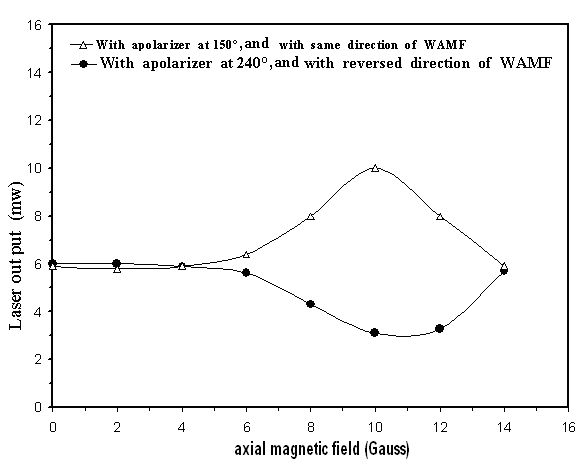 With apolarizer at 150°,and with same direction of WAMF
With apolarizer at 240°,and with reversed direction of WAMF
16
14
12
10
8
6
4
2
0
Laser out put (mw)
0 2 4 6 8 10 12 14 16
axial magnetic field (Gauss)